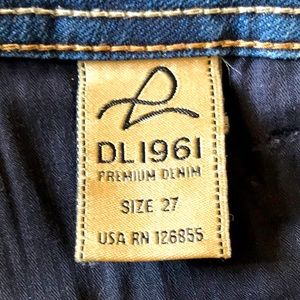 DL1961
PREMIUM DENIM
SIZE 27
USA RN 126855